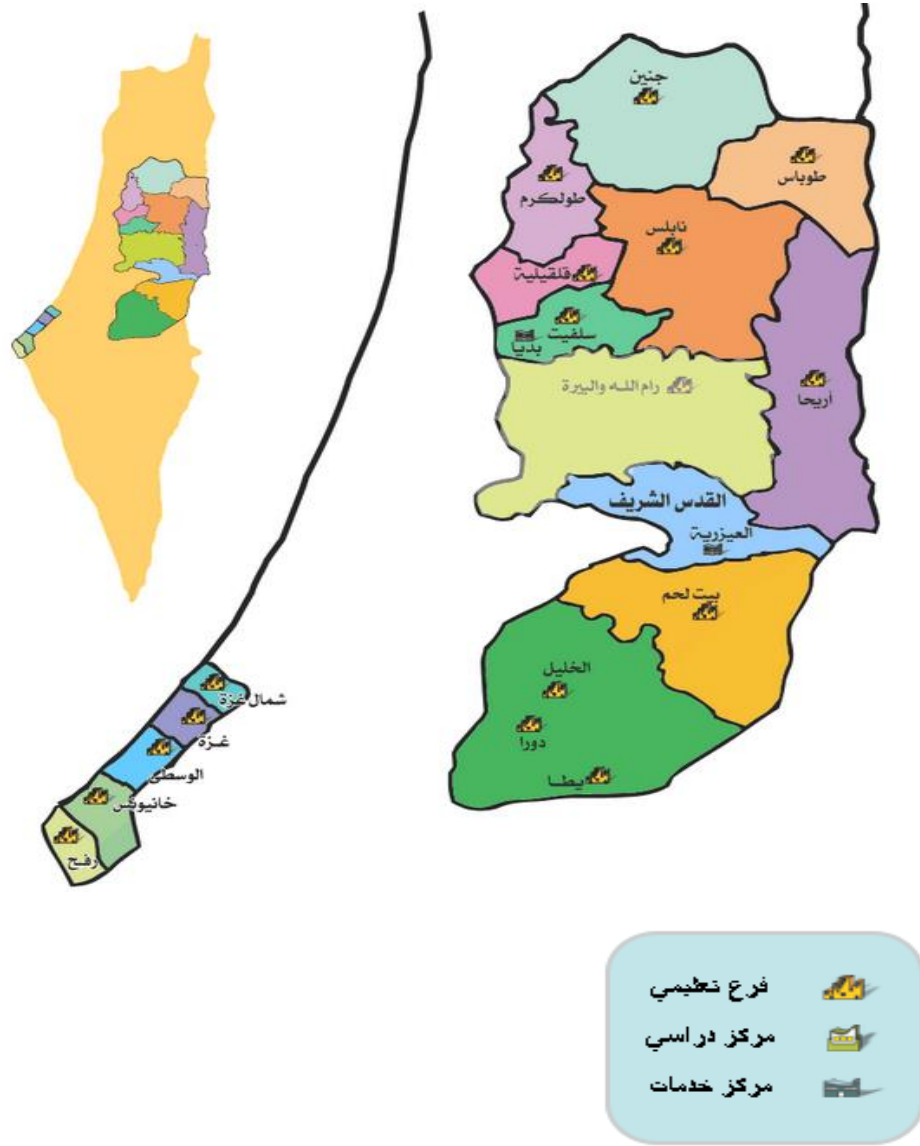 جنين
طوباس
طولكرم
نابلس
قلقيلية
سلفيت
بديا
رام الله والبيرة
أريحا
القدس الشريف
العيزرية
بيت لحم
الخليل
دورا
يطا
شمال غزة
غزة
الوسطى
خانيونس
رفح
فرع تعليمي
مركز دراسي
مركز خدمات